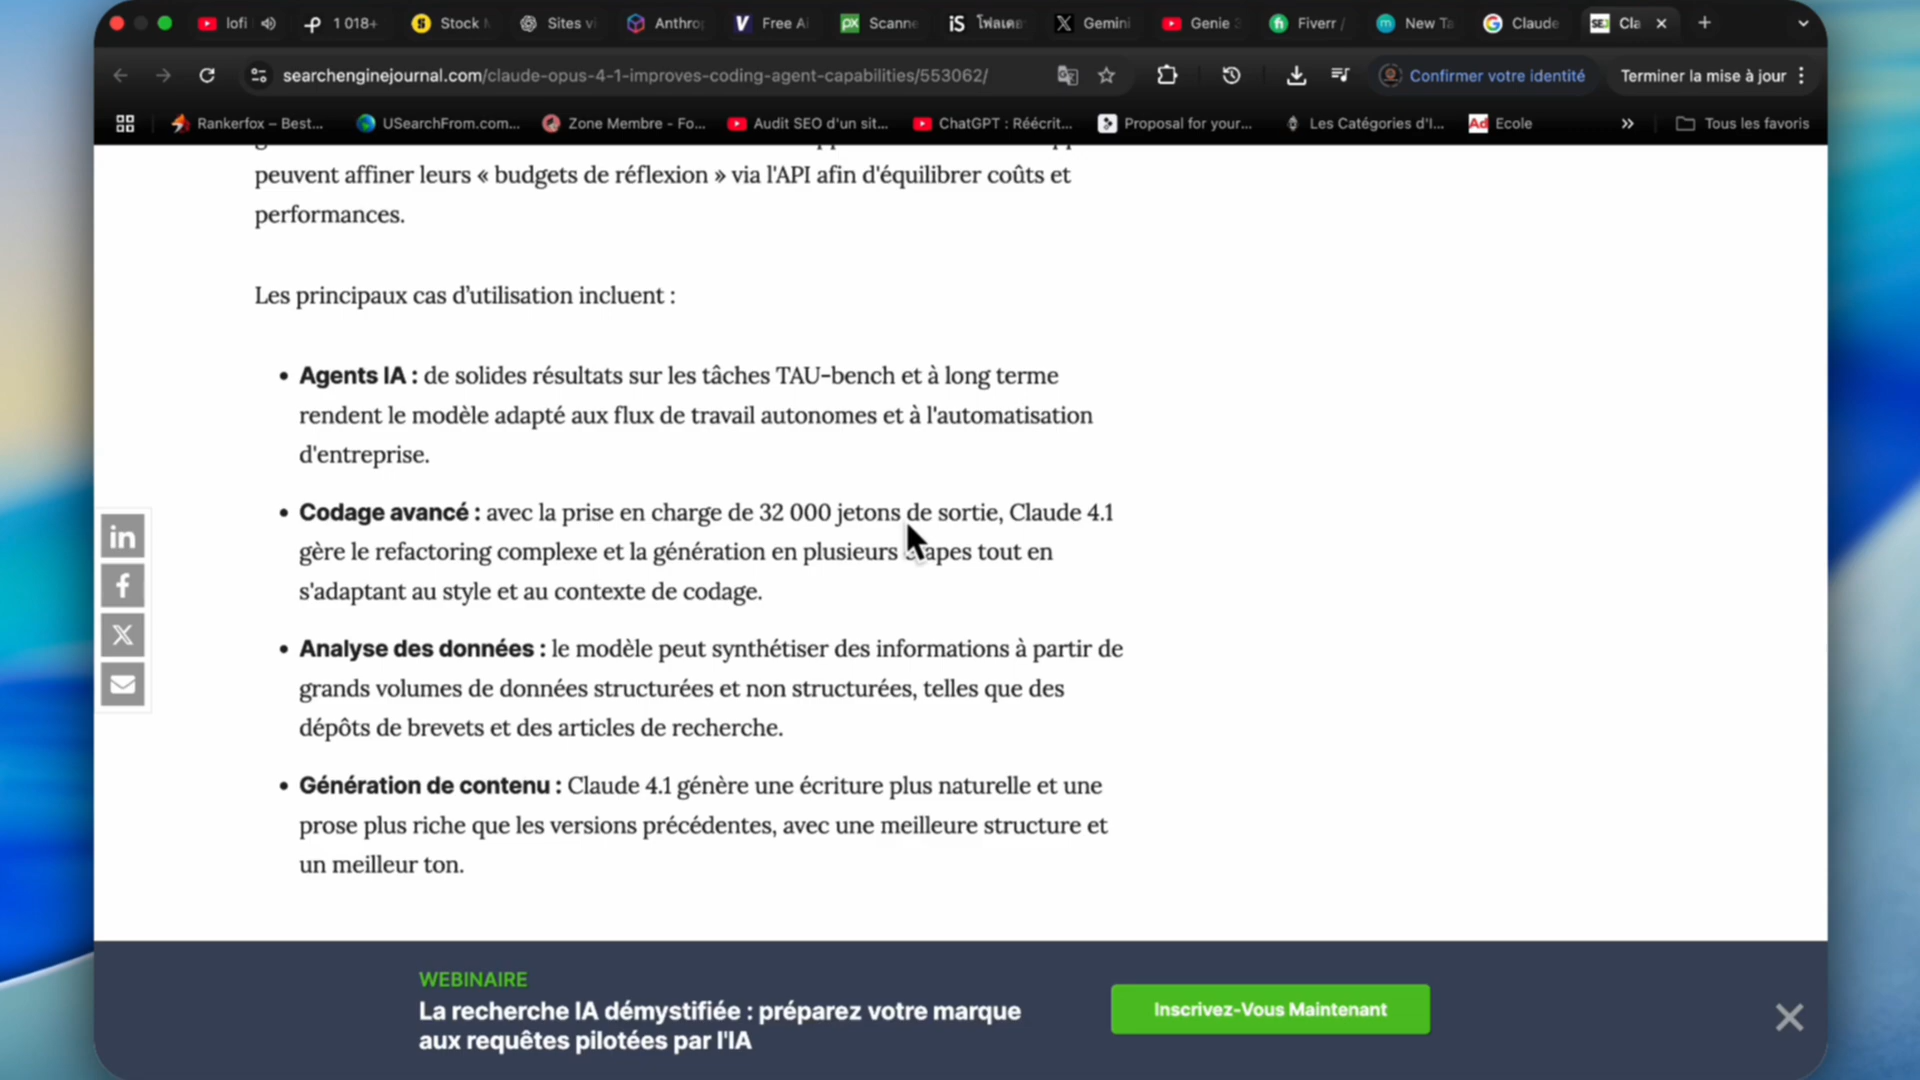 lofi
1 018+
Stock
Sites vi
Anthro
Free Ai
Scanne
Gemini
Genie 3
Fiverr /
New Ta
Claude
Cla
searchenginejournal.com/claude-opus-4-1-improves-coding-agent-capabilities/553062/
Confirmer votre identité
Terminer la mise à jour
Rankerfox – Best...
USearchFrom.com...
Zone Membre - Fo...
Audit SEO d'un sit...
ChatGPT : Réécrit...
Proposal for your...
Les Catégories d'I...
Ad Ecole
Tous les favoris
peuvent affiner leurs « budgets de réflexion » via l'API afin d'équilibrer coûts et
performances.
Les principaux cas d’utilisation incluent :
• Agents IA : de solides résultats sur les tâches TAU-bench et à long terme
rendent le modèle adapté aux flux de travail autonomes et à l'automatisation
d'entreprise.
• Codage avancé : avec la prise en charge de 32 000 jetons de sortie, Claude 4.1
gère le refactoring complexe et la génération en plusieurs étapes tout en
s'adaptant au style et au contexte de codage.
• Analyse des données : le modèle peut synthétiser des informations à partir de
grands volumes de données structurées et non structurées, telles que des
dépôts de brevets et des articles de recherche.
• Génération de contenu : Claude 4.1 génère une écriture plus naturelle et une
prose plus riche que les versions précédentes, avec une meilleure structure et
un meilleur ton.
WEBINAIRE
La recherche IA démystifiée : préparez votre marque
aux requêtes pilotées par l'IA
Inscrivez-Vous Maintenant